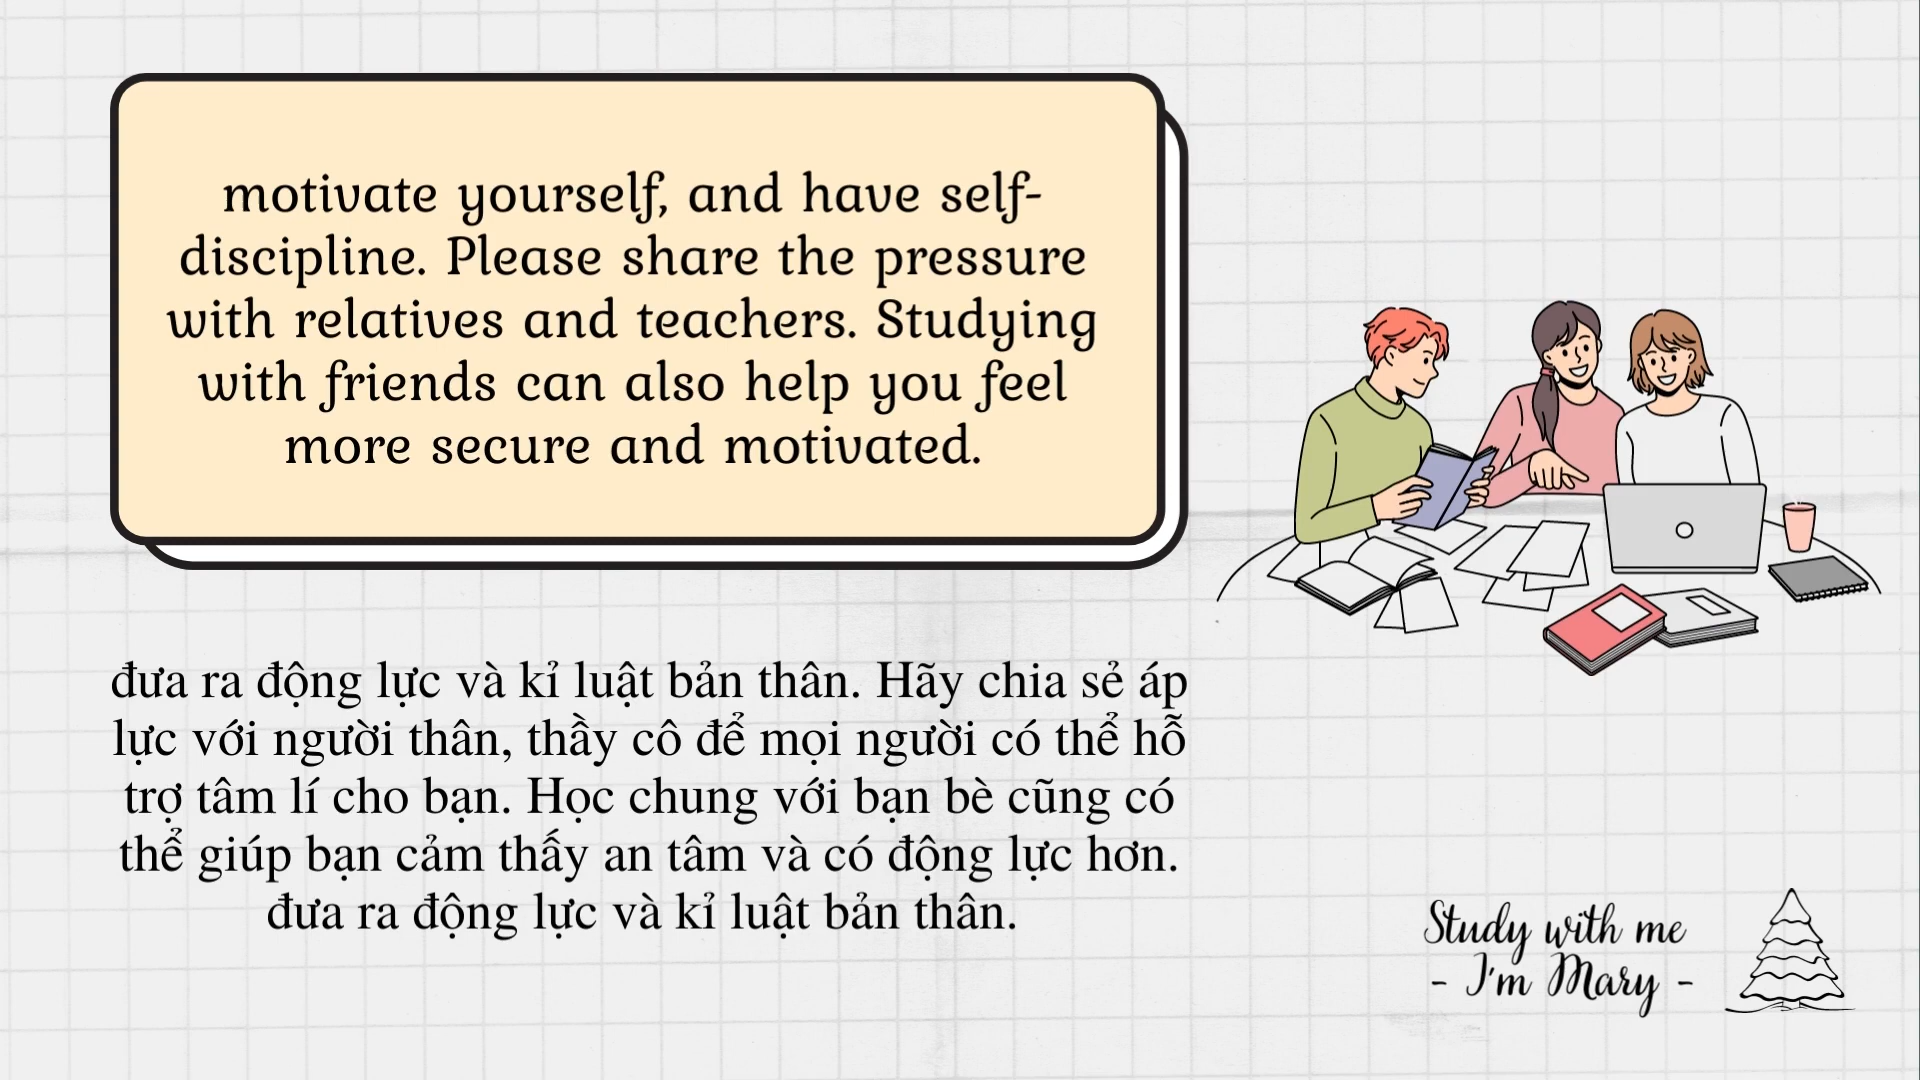 motivate yourself, and have self-
discipline. Please share the pressure
with relatives and teachers. Studying
with friends can also help you feel
more secure and motivated.
đưa ra động lực và kỉ luật bản thân. Hãy chia sẻ áp
lực với người thân, thầy cô để mọi người có thể hỗ
trợ tâm lí cho bạn. Học chung với bạn bè cũng có
thể giúp bạn cảm thấy an tâm và có động lực hơn.
đưa ra động lực và kỉ luật bản thân.
Study with me
- I'm Mary -